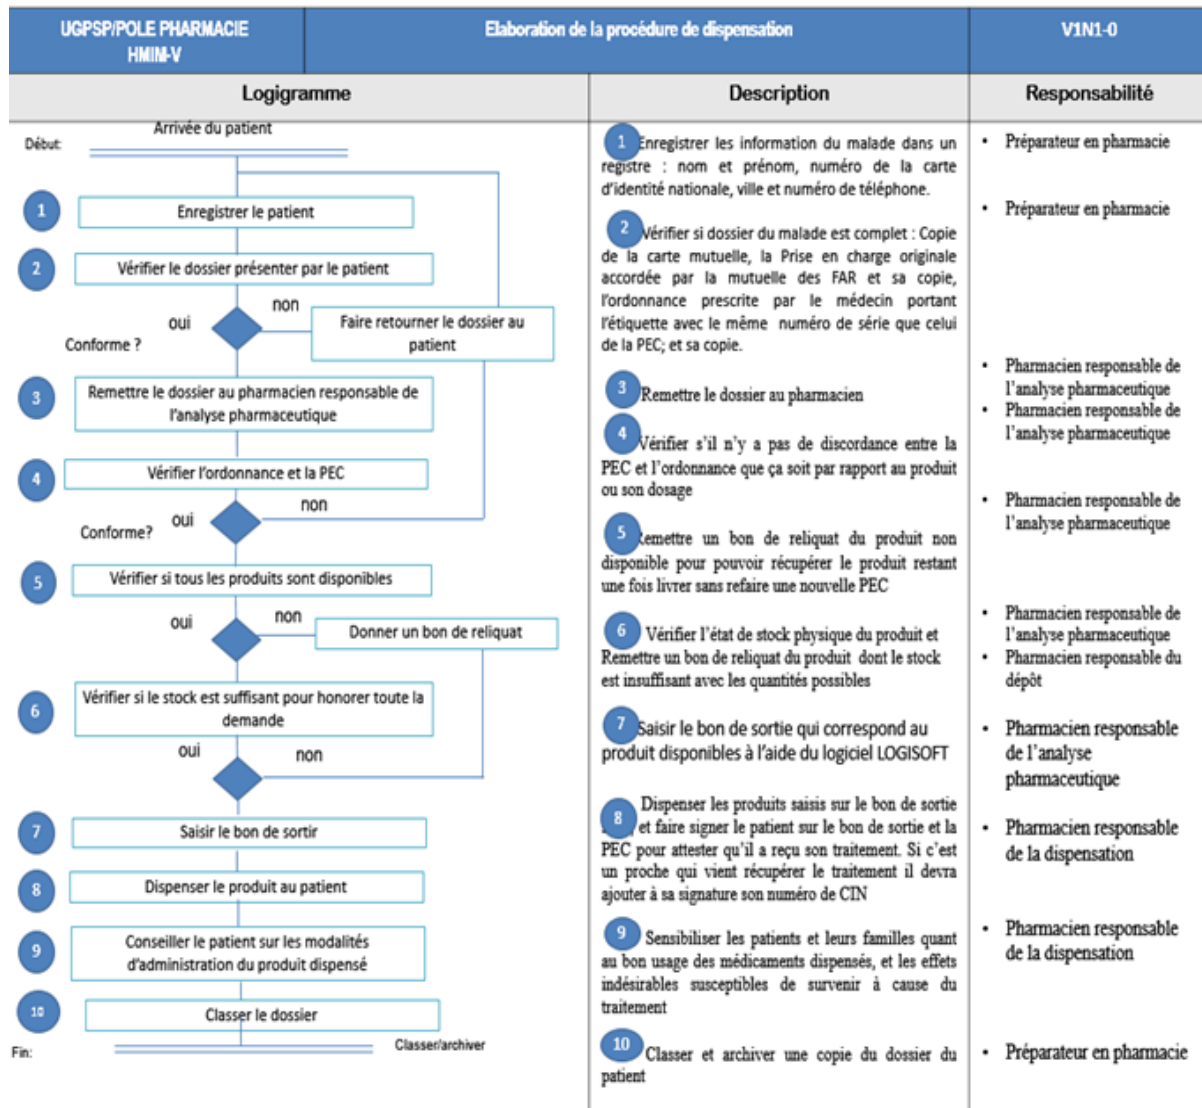 UGPSP/POLE PHARMACIE
HMIM-V
Elaboration de la procédure de dispensation
V1N1-0
Logigramme
Description
Responsabilité
Début:
Arrivée du patient
1
Enregistrer le patient
2
Vérifier le dossier présenter par le patient
oui
non
Conforme ?
Faire retourner le dossier au
patient
3
Remettre le dossier au pharmacien responsable de
l'analyse pharmaceutique
4
Vérifier l'ordonnance et la PEC
oui
non
Conforme?
5
Vérifier si tous les produits sont disponibles
oui
non
Donner un bon de reliquat
6
Vérifier si le stock est suffisant pour honorer toute la
demande
oui
non
7
Saisir le bon de sortir
8
Dispenser le produit au patient
9
Conseiller le patient sur les modalités
d'administration du produit dispensé
10
Classer le dossier
Fin:
Classer/archiver
1 Enregistrer les information du malade dans un
registre : nom et prénom, numéro de la carte
d'identité nationale, ville et numéro de téléphone.
2 Vérifier si dossier du malade est complet : Copie
de la carte mutuelle, la Prise en charge originale
accordée par la mutuelle des FAR et sa copie,
l'ordonnance prescrite par le médecin portant
l'étiquette avec le même numéro de série que celui
de la PEC; et sa copie.
3 Remettre le dossier au pharmacien
4 Vérifier s'il n'y a pas de discordance entre la
PEC et l'ordonnance que ça soit par rapport au produit
ou son dosage
5 Remettre un bon de reliquat du produit non
disponible pour pouvoir récupérer le produit restant
une fois livrer sans refaire une nouvelle PEC
6 Vérifier l'état de stock physique du produit et
Remettre un bon de reliquat du produit dont le stock
est insuffisant avec les quantités possibles
7 Saisir le bon de sortie qui correspond au
produit disponibles à l'aide du logiciel LOGISOFT
8 Dispenser les produits saisis sur le bon de sortie
et faire signer le patient sur le bon de sortie et la
PEC pour attester qu'il a reçu son traitement. Si c'est
un proche qui vient récupérer le traitement il devra
ajouter à sa signature son numéro de CIN
9 Sensibiliser les patients et leurs familles quant
au bon usage des médicaments dispensés, et les effets
indésirables susceptibles de survenir à cause du
traitement
10 Classer et archiver une copie du dossier du
patient
• Préparateur en pharmacie
• Préparateur en pharmacie
• Pharmacien responsable de
l'analyse pharmaceutique
• Pharmacien responsable de
l'analyse pharmaceutique
• Pharmacien responsable de
l'analyse pharmaceutique
• Pharmacien responsable de
l'analyse pharmaceutique
• Pharmacien responsable du
dépôt
• Pharmacien responsable
de l'analyse
pharmaceutique
• Pharmacien responsable
de la dispensation
• Pharmacien responsable
de la dispensation
• Préparateur en pharmacie